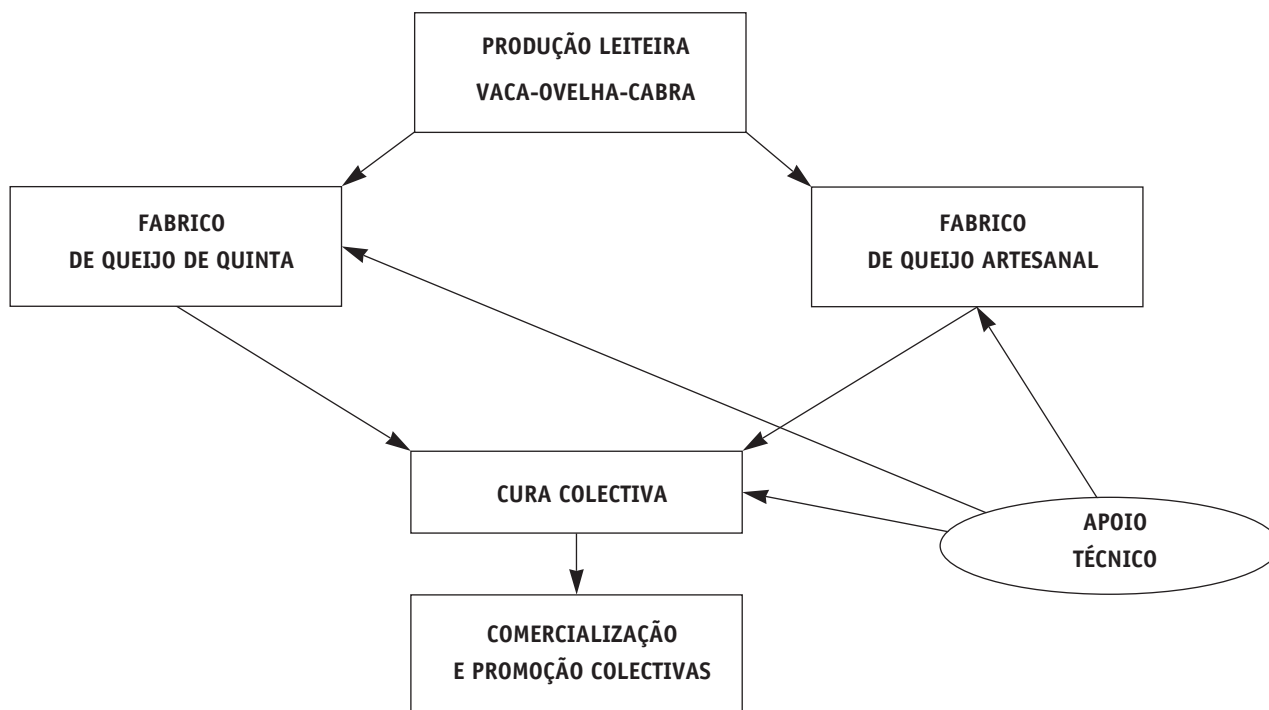 PRODUÇÃO LEITEIRA
VACA-OVELHA-CABRA
FABRICO
DE QUEIJO DE QUINTA
FABRICO
DE QUEIJO ARTESANAL
CURA COLECTIVA
APOIO
TÉCNICO
COMERCIALIZAÇÃO
E PROMOÇÃO COLECTIVAS